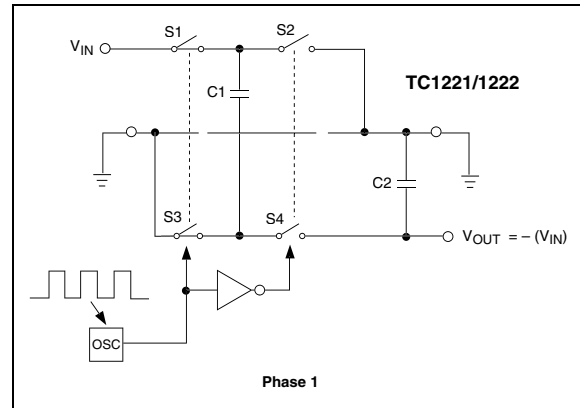 S1
S2
V_IN
C1
TC1221/1222
C2
S3
S4
V_OUT = – (V_IN)
OSC
Phase 1